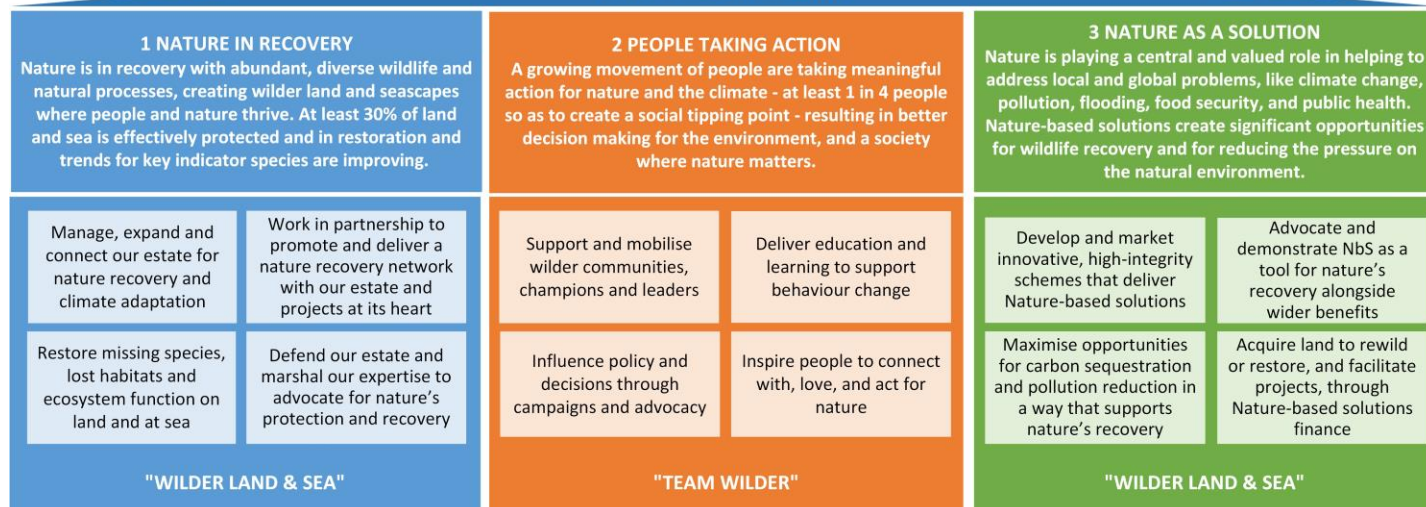 1 NATURE IN RECOVERY
Nature is in recovery with abundant, diverse wildlife and
natural processes, creating wilder land and seascapes
where people and nature thrive. At least 30% of land
and sea is effectively protected and in restoration and
trends for key indicator species are improving.
Manage, expand and
connect our estate for
nature recovery and
climate adaptation
Work in partnership to
promote and deliver a
nature recovery network
with our estate and
projects at its heart
Restore missing species,
lost habitats and
ecosystem function on
land and at sea
Defend our estate and
marshal our expertise to
advocate for nature's
protection and recovery
"WILDER LAND & SEA"
2 PEOPLE TAKING ACTION
A growing movement of people are taking meaningful
action for nature and the climate - at least 1 in 4 people
so as to create a social tipping point - resulting in better
decision making for the environment, and a society
where nature matters.
Support and mobilise
wilder communities,
champions and leaders
Deliver education and
learning to support
behaviour change
Influence policy and
decisions through
campaigns and advocacy
Inspire people to connect
with, love, and act for
nature
"TEAM WILDER"
3 NATURE AS A SOLUTION
Nature is playing a central and valued role in helping to
address local and global problems, like climate change,
pollution, flooding, food security, and public health.
Nature-based solutions create significant opportunities
for wildlife recovery and for reducing the pressure on
the natural environment.
Develop and market
innovative, high-integrity
schemes that deliver
Nature-based solutions
Advocate and
demonstrate NbS as a
tool for nature's
recovery alongside
wider benefits
Maximise opportunities
for carbon sequestration
and pollution reduction in
a way that supports
nature's recovery
Acquire land to rewild
or restore, and facilitate
projects, through
Nature-based solutions
finance
"WILDER LAND & SEA"